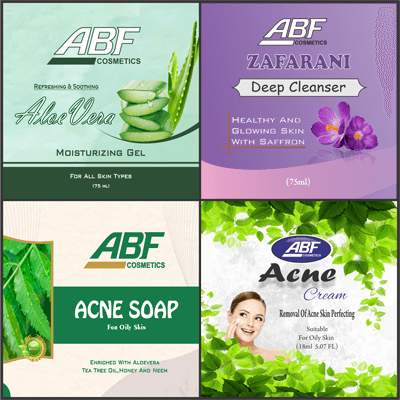 ABF
COSMETICS
REFRESHING & SOOTHING
Aloe Vera
MOISTURIZING GEL
FOR ALL SKIN TYPES
(75 ML)
ABF
COSMETICS
ZAFARANI
Deep Cleanser
HEALTHY AND
GLOWING SKIN
WITH SAFFRON
(75ml)
ABF
COSMETICS
ACNE SOAP
For Oily Skin
ENRICHED WITH ALOEVERA
TEA TREE OIL,HONEY AND NEEM
ABF
COSMETICS
Acne
Cream
Removal Of Acne Skin Perfecting
Suitable
For Oily Skin
(18ml 5.07 FL)